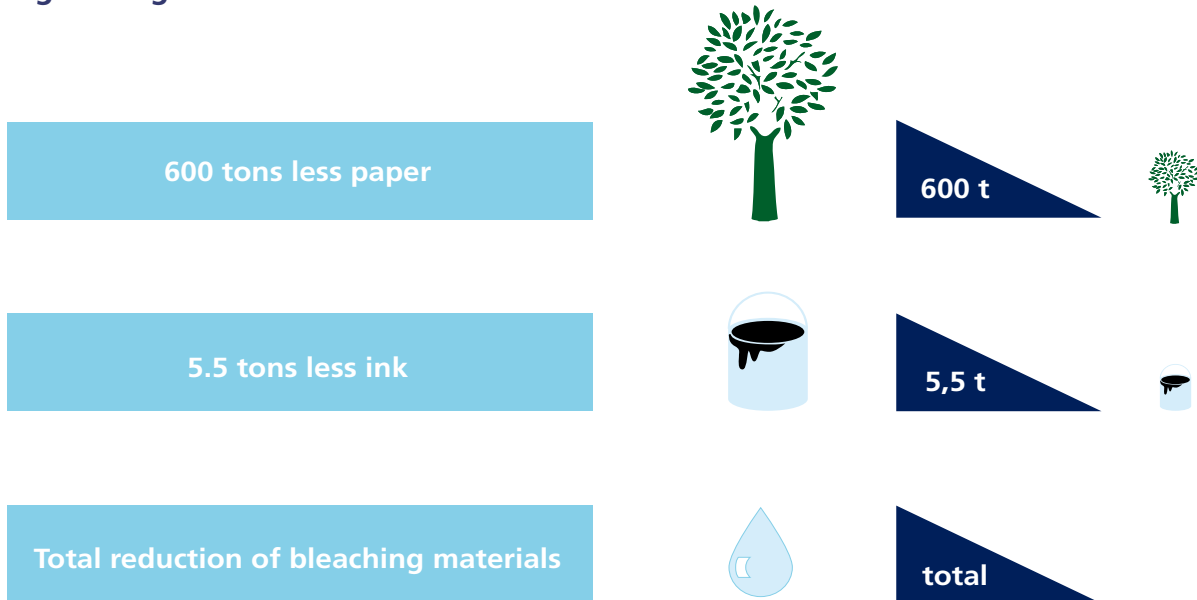 600 tons less paper
600 t
5.5 tons less ink
5,5 t
Total reduction of bleaching materials
total